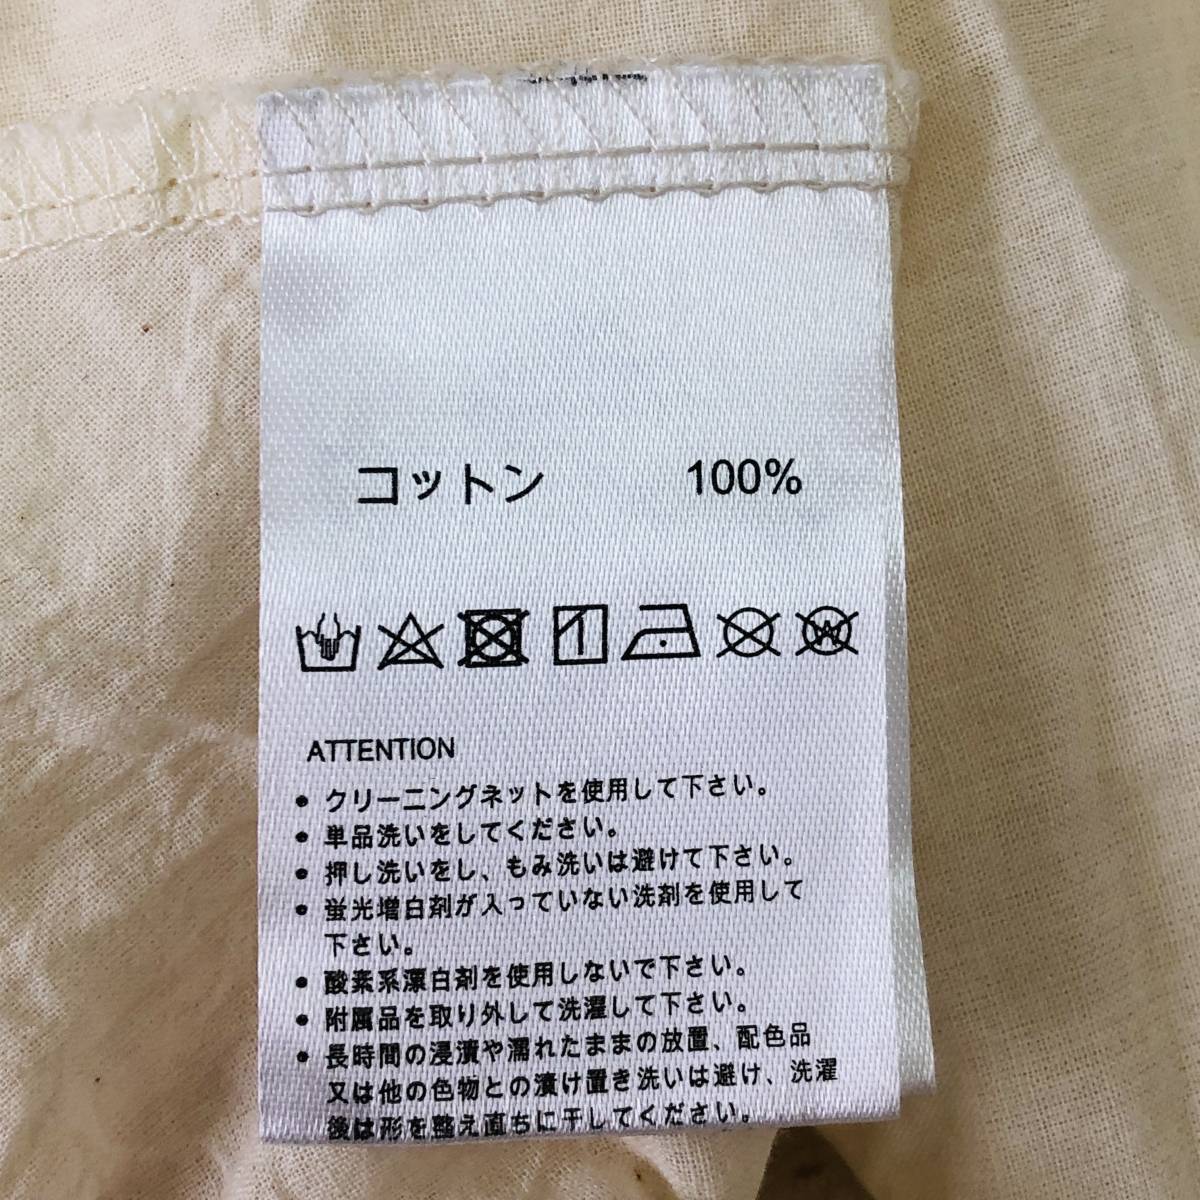 コットン 100%
ATTENTION
• クリーニングネットを使用して下さい。
• 単品洗いをしてください。
• 押し洗いをし、もみ洗いは避けて下さい。
• 蛍光増白剤が入っていない洗剤を使用して
下さい。
• 酸素系漂白剤を使用しないで下さい。
• 附属品を取り外して洗濯して下さい。
• 長時間の浸漬や濡れたままの放置、配色品
又は他の色物との漬け置き洗いは避け、洗濯
後は形を整え直ちに干してください。